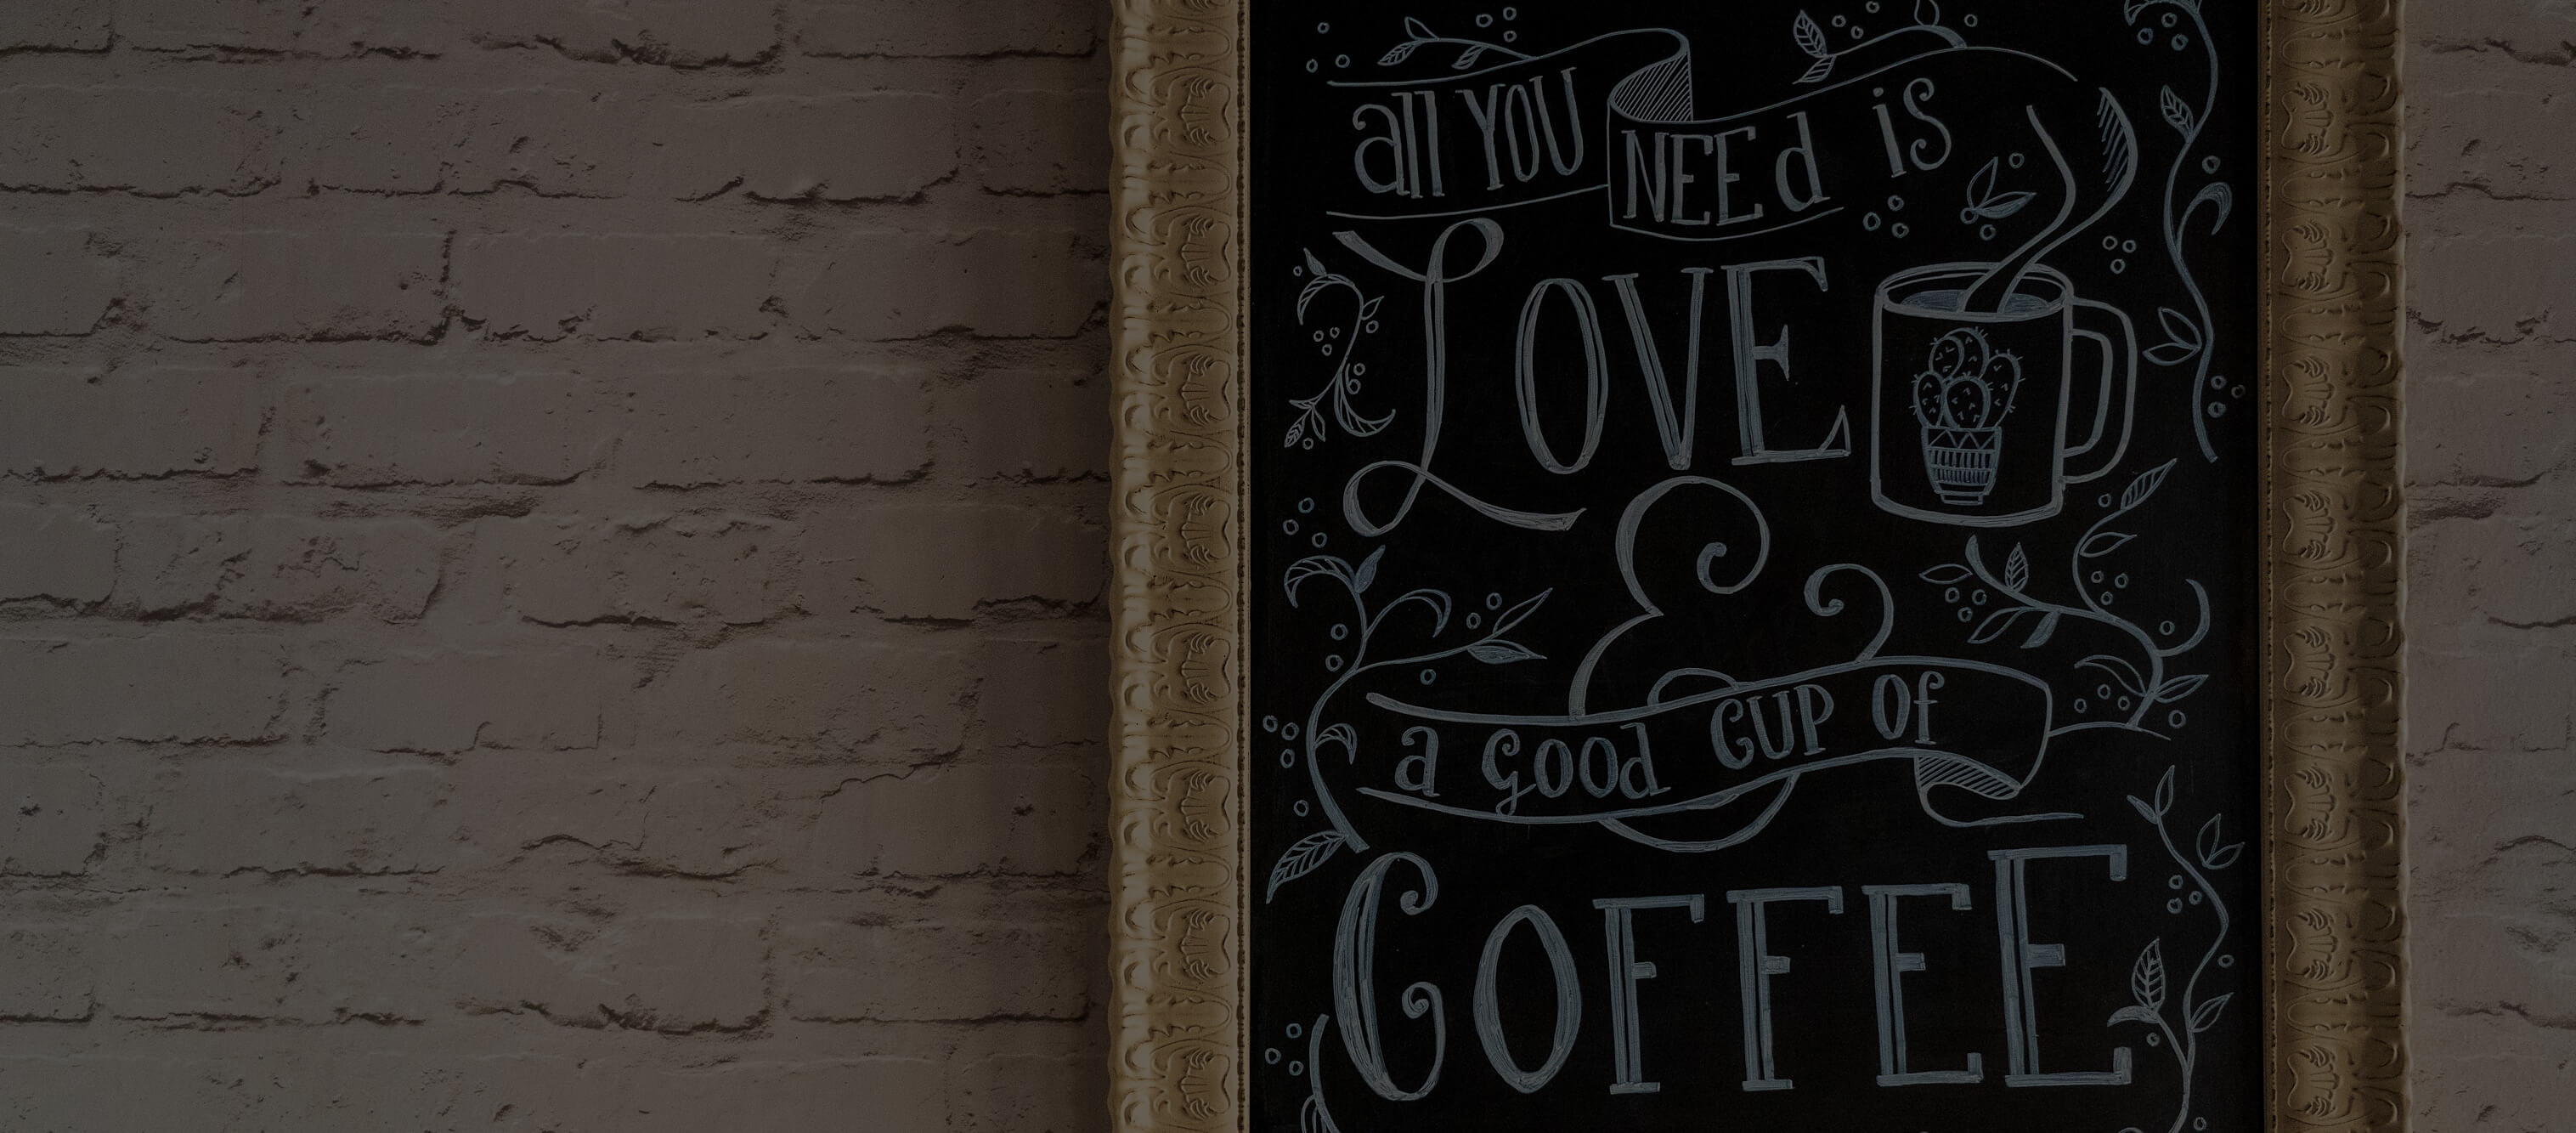 all YOU NEEd is
LOVE
&
a good CUP Of
COFFEE